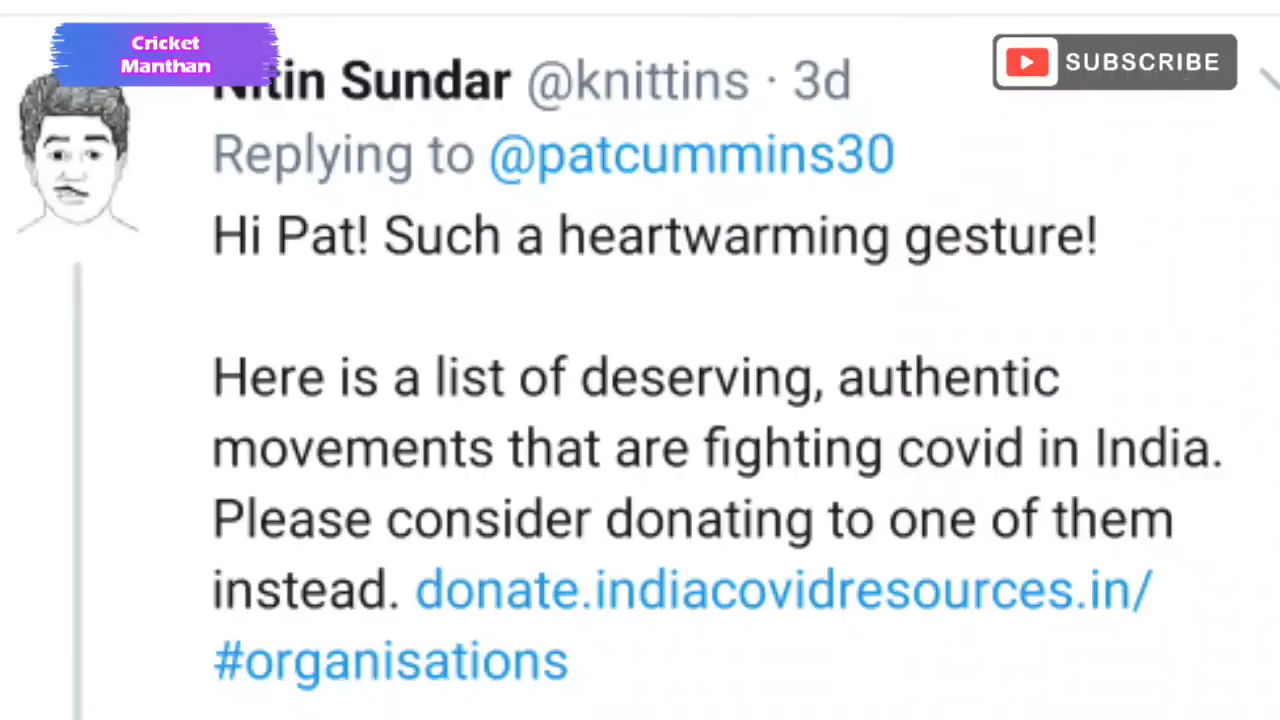 Cricket
Manthan
SUBSCRIBE
Nitin Sundar @knittins · 3d
Replying to @patcummins30
Hi Pat! Such a heartwarming gesture!
Here is a list of deserving, authentic
movements that are fighting covid in India.
Please consider donating to one of them
instead. donate.indiacovidresources.in/
#organisations